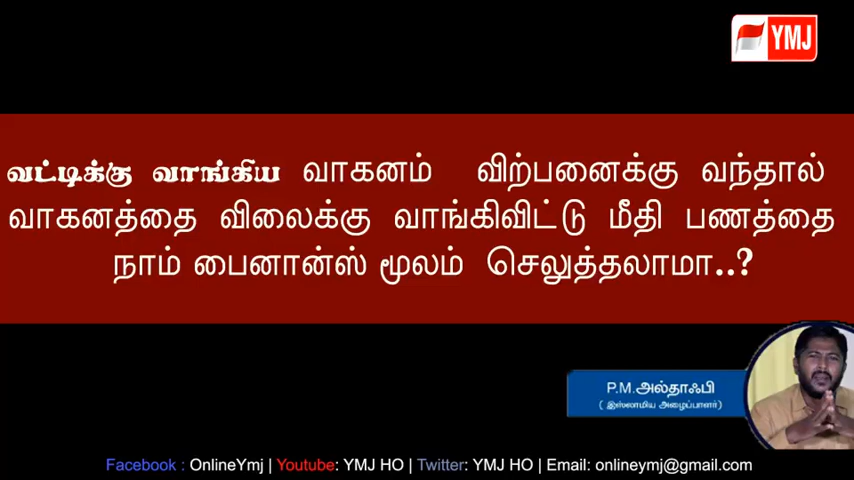 YMJ
வட்டிக்கு வாங்கிய வாகனம் விற்பனைக்கு வந்தால்
வாகனத்தை விலைக்கு வாங்கிவிட்டு மீதி பணத்தை
நாம் பைனான்ஸ் மூலம் செலுத்தலாமா..?
P.M.அல்தாஃபி
( இஸ்லாமிய அழைப்பாளர்)
Facebook : OnlineYmj | Youtube: YMJ HO | Twitter: YMJ HO | Email: onlineymj@gmail.com